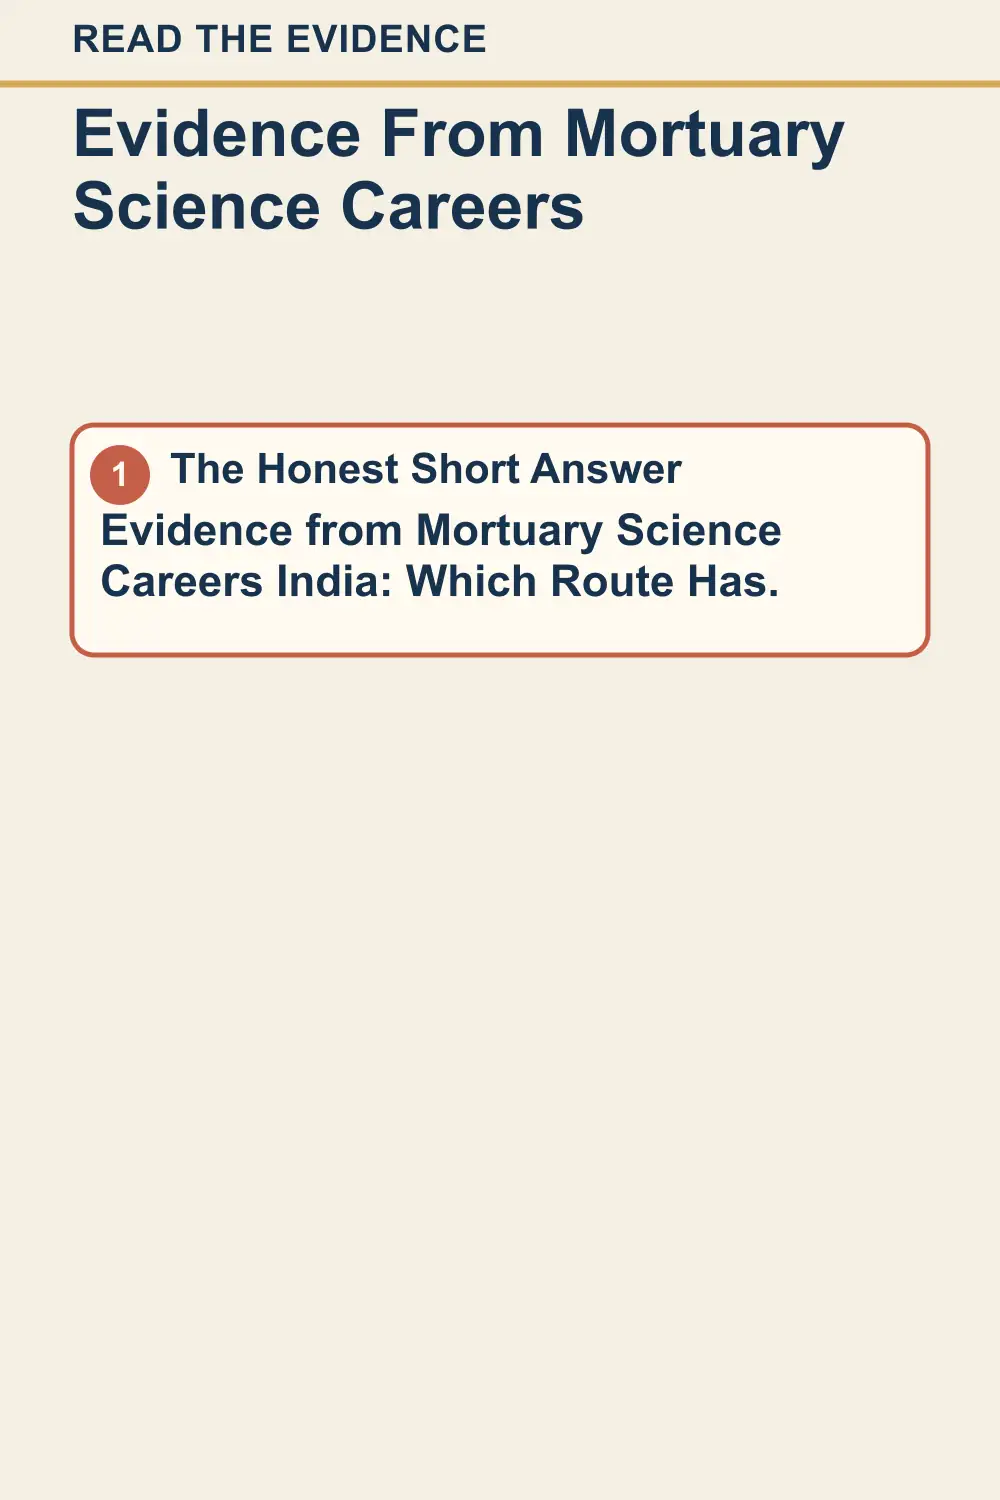 READ THE EVIDENCE
Evidence From Mortuary
Science Careers
1 The Honest Short Answer
Evidence from Mortuary Science
Careers India: Which Route Has.